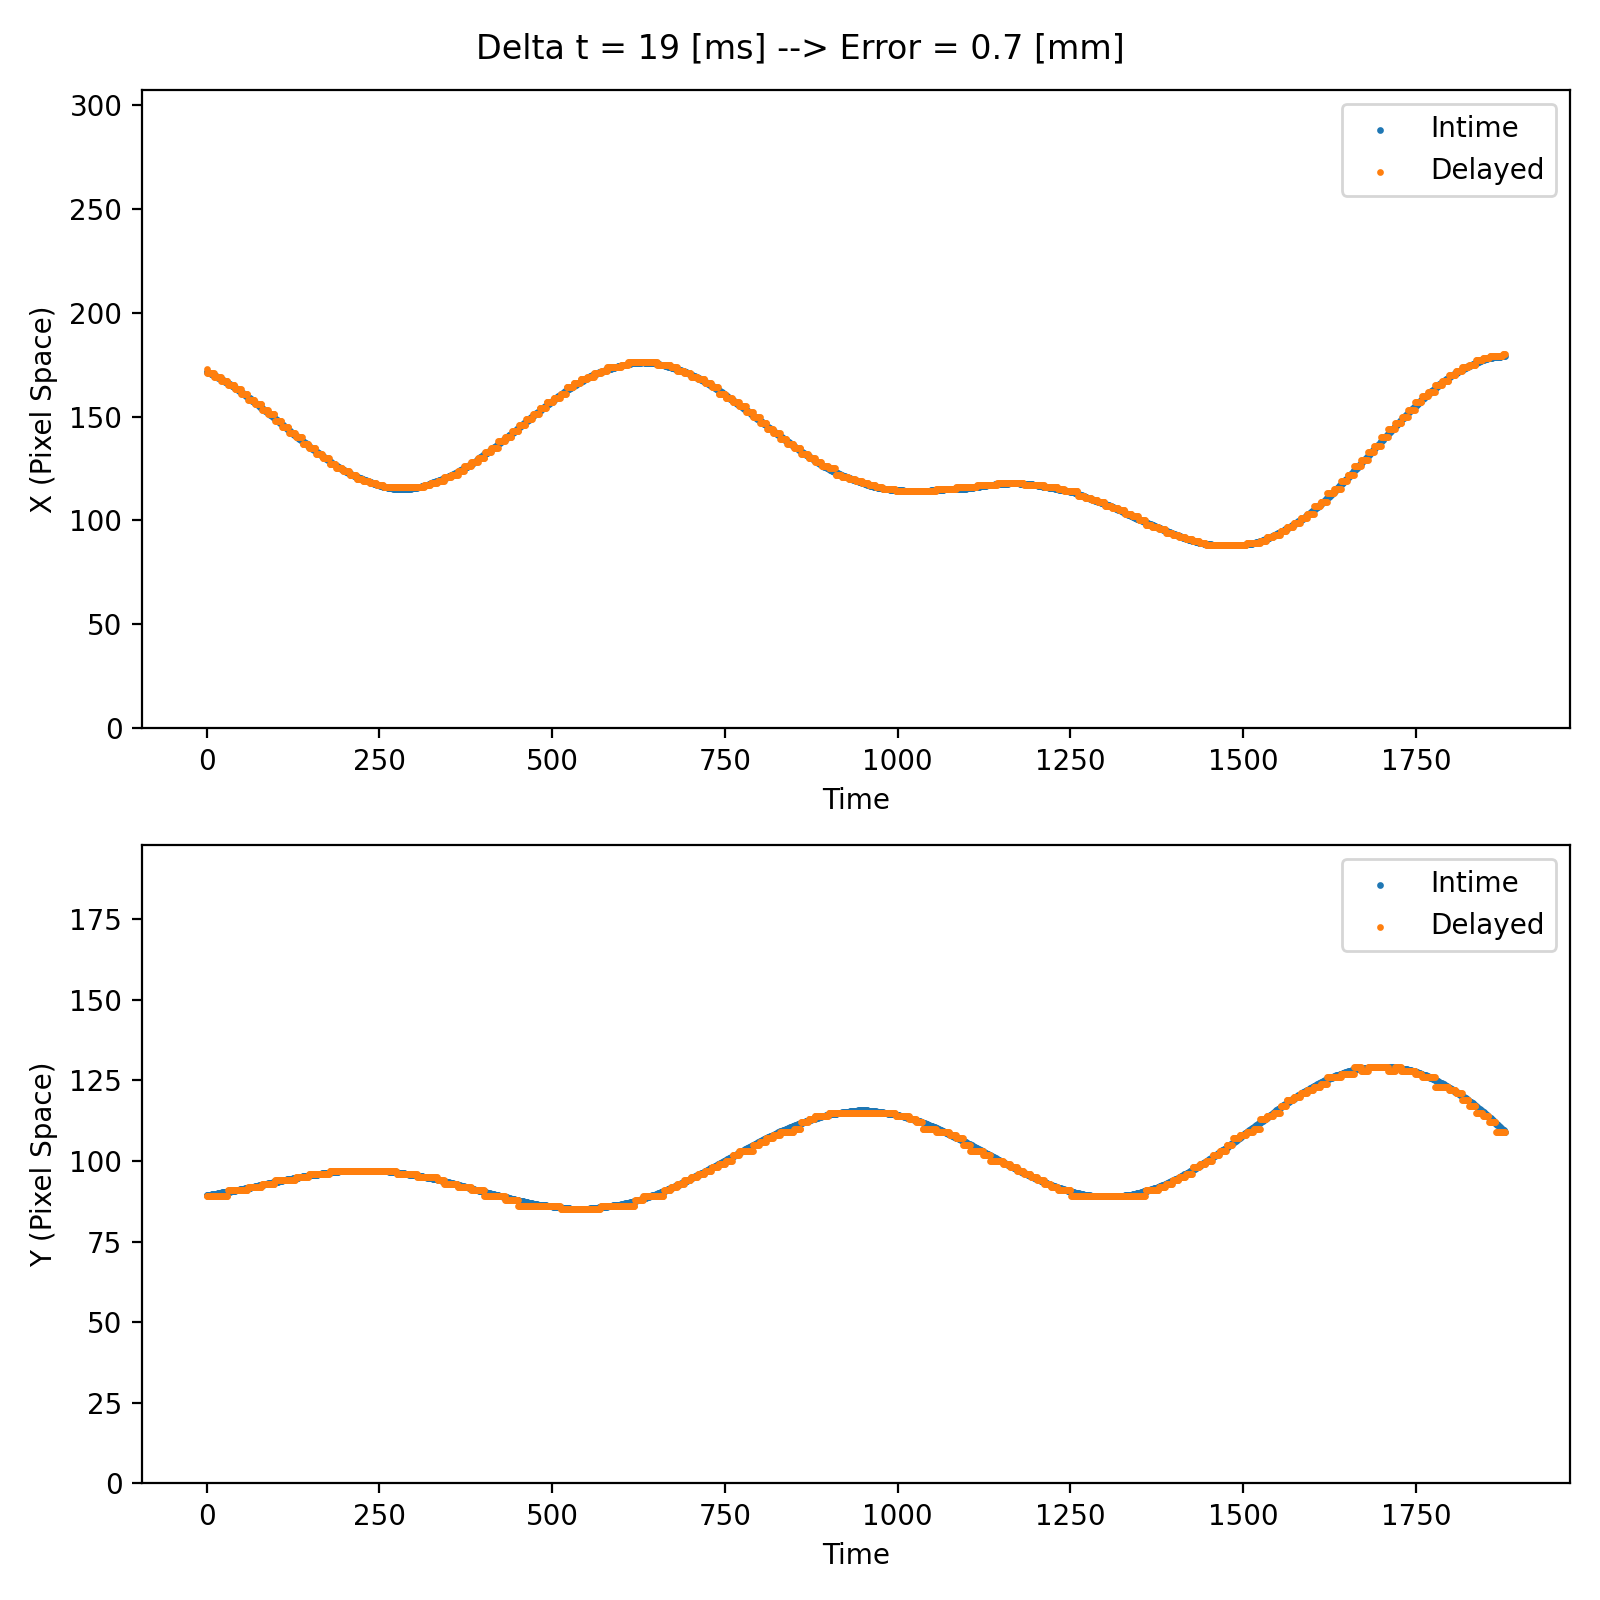 Delta t = 19 [ms] --> Error = 0.7 [mm]
300
250
200
150
100
50
0
X (Pixel Space)
Intime
Delayed
0 250 500 750 1000 1250 1500 1750
Time
175
150
125
100
75
50
25
0
Y (Pixel Space)
Intime
Delayed
0 250 500 750 1000 1250 1500 1750
Time